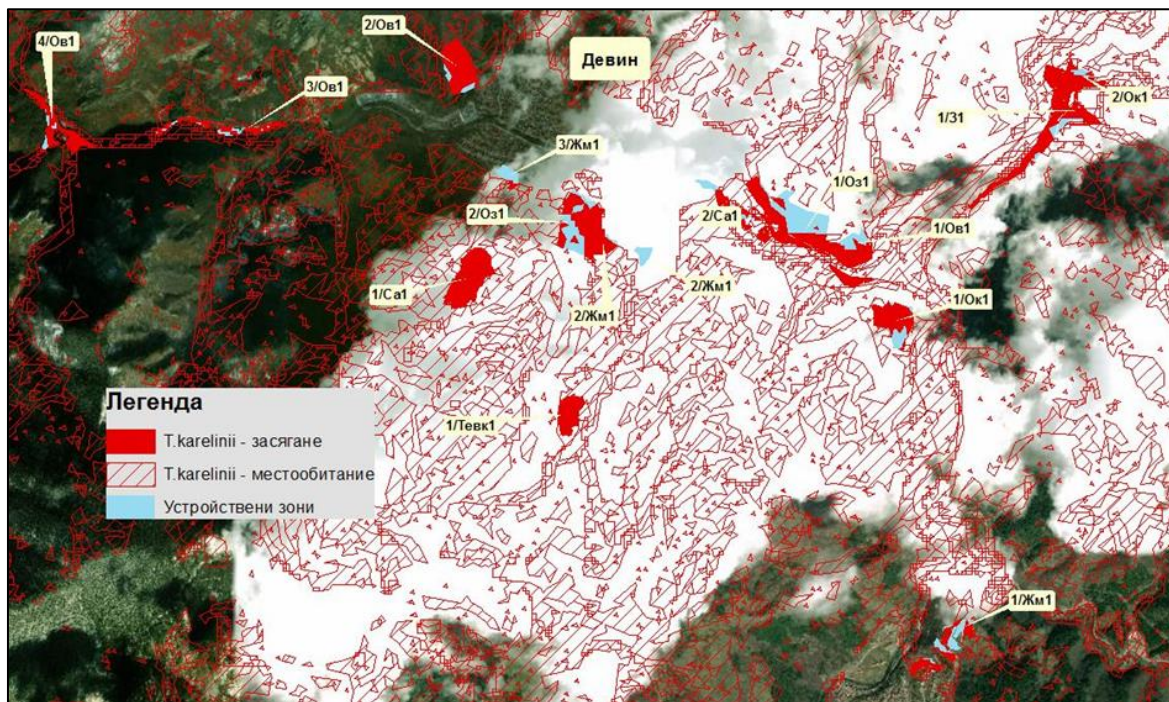 2/Ов1
4/Ов1
Девин
3/Ов1
2/Ок1
1/З1
3/Жм1
1/Оз1
2/Оз1
2/Са1
1/Ов1
1/Са1
2/Жм1
1/Ок1
2/Жм1
1/Тевк1
Легенда
T.karelinii - засягане
T.karelinii - местообитание
Устройствени зони
1/Жм1